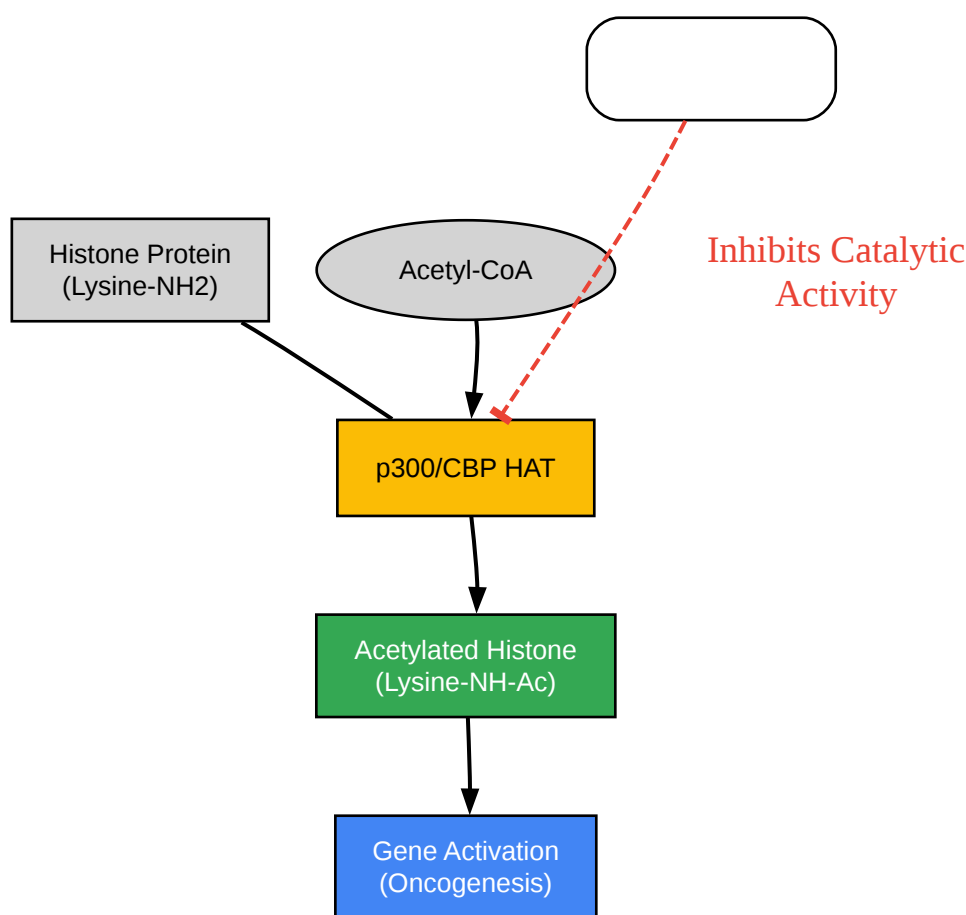 Histone Protein
(Lysine-NH2)
Acetyl-CoA
Inhibits Catalytic
Activity
p300/CBP HAT
Acetylated Histone
(Lysine-NH-Ac)
Gene Activation
(Oncogenesis)